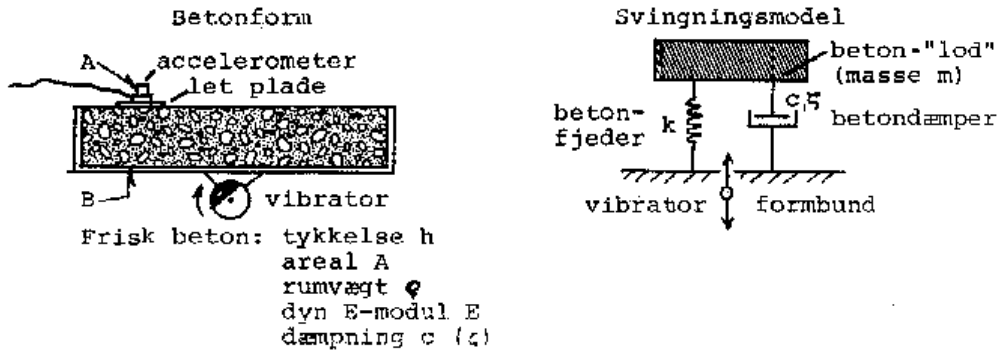 Betonform
A
accelerometer
let plade
B
vibrator
Frisk beton: tykkelse h
areal A
rumvægt ϱ
dyn E-modul E
dæmpning c (ζ)
Svingningsmodel
beton-"lod"
(masse m)
c,ζ
beton-
fjeder
k
betondæmper
vibrator
formbund